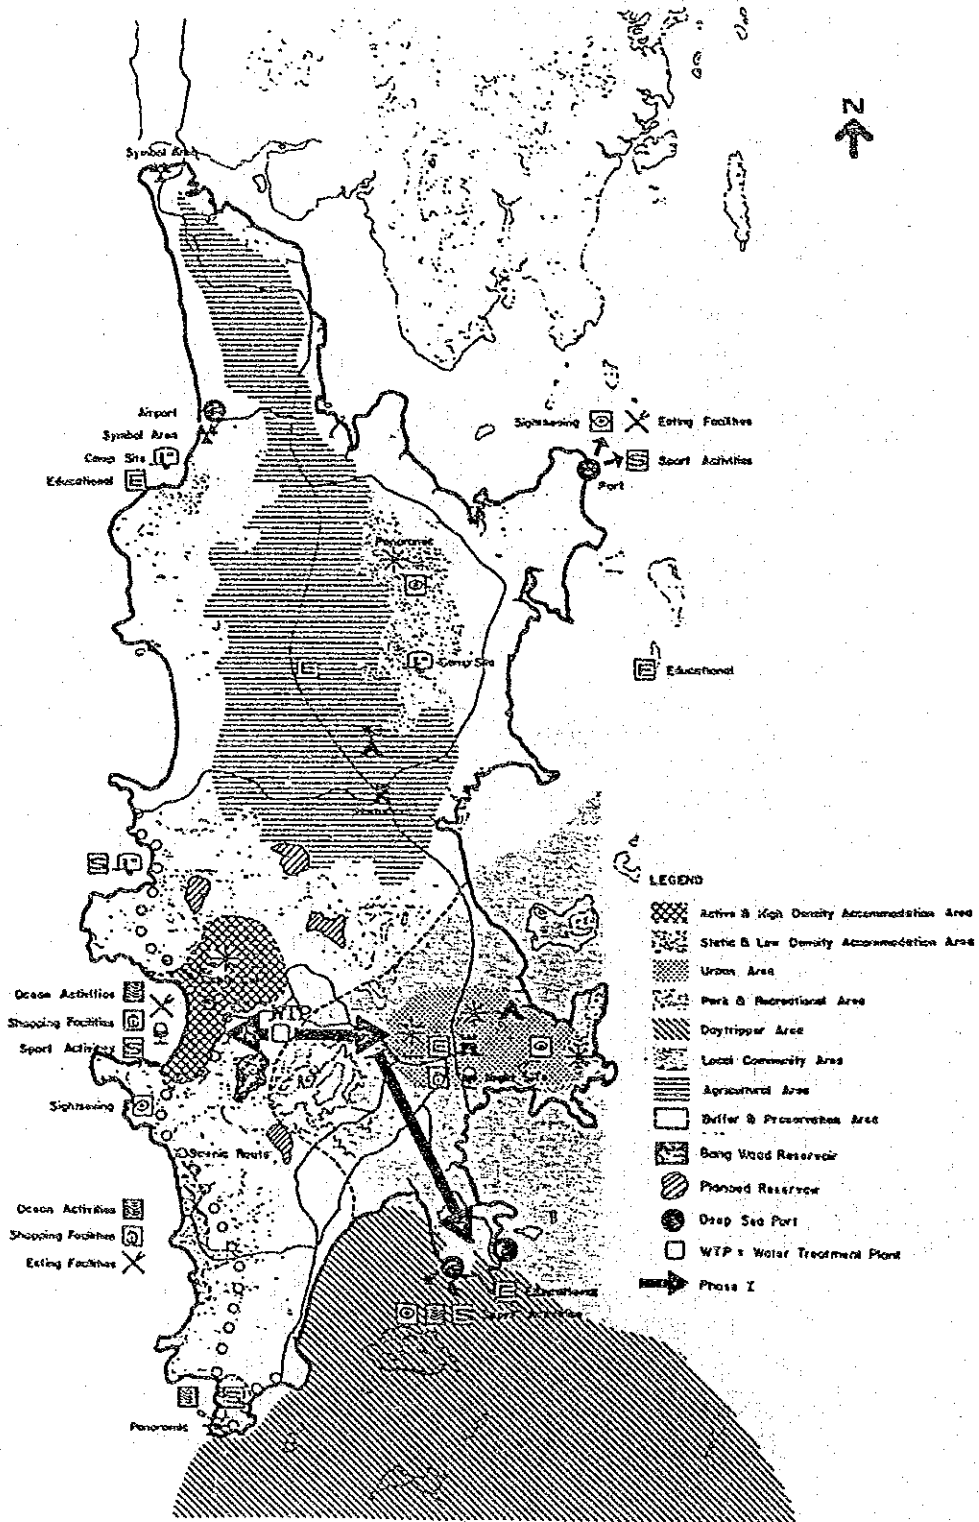 N
Symbol Area
Airport
Symbol Area
Camp Site
Educational
Sightseeing
Eating Facilities
Sport Activities
Port
Panoramic
Camp Site
Educational
WTP
Ocean Activities
Shopping Facilities
Sport Activities
Sightseeing
Scenic Route
Ocean Activities
Shopping Facilities
Eating Facilities
Educational
Sport Activities
Panoramic
LEGEND
Active & High Density Accommodation Area
Static & Low Density Accommodation Area
Urban Area
Park & Recreational Area
Daytripper Area
Local Community Area
Agricultural Area
Buffer & Preservation Area
Bang Wad Reservoir
Planned Reservoir
Deep Sea Port
WTP : Water Treatment Plant
Phase I